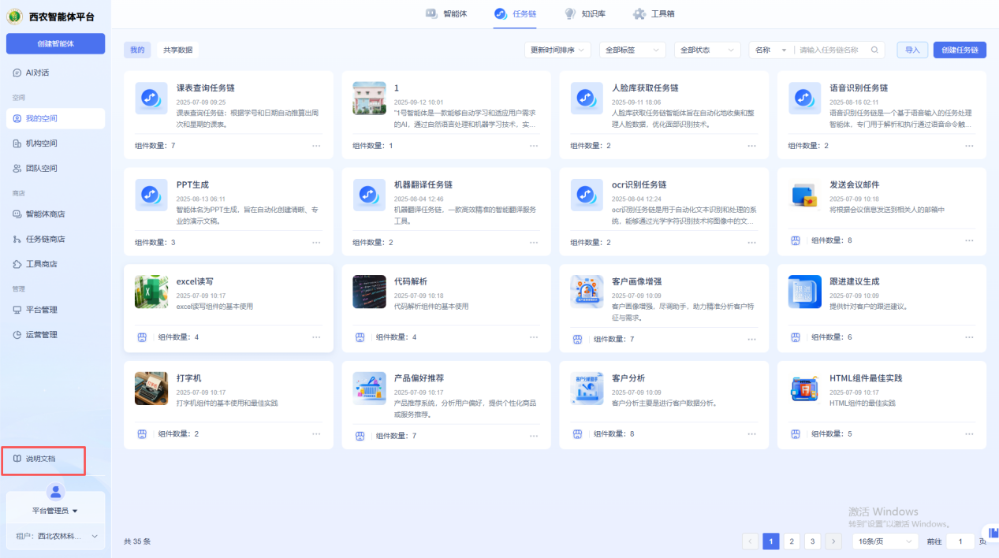 西农智能体平台
智能体
任务链
知识库
工具箱
创建智能体
我的
共享数据
更新时间排序
全部标签
全部状态
名称
请输入任务链名称
导入
创建任务链
AI对话
空间
我的空间
机构空间
团队空间
商店
智能体商店
任务链商店
工具商店
管理
平台管理
运营管理
说明文档
平台管理员
租户：西北农林科...
课表查询任务链
2025-07-09 09:25
课表查询任务链：根据学号和日期自动推算出周
次和星期的课表。
组件数量：7
1
2025-09-12 10:01
"1号智能体是一款能够自动学习和适应用户需求
的AI，通过自然语言处理和机器学习技术，实...
组件数量：1
人脸库获取任务链
2025-09-11 18:06
人脸库获取任务链智能体旨在自动化地收集和整
理人脸数据，优化面部识别技术。
组件数量：2
语音识别任务链
2025-08-16 02:11
语音识别任务链是一个基于语音输入的任务处理
智能体，专门用于解析和执行通过语音命令触...
组件数量：2
PPT生成
2025-08-13 06:11
智能体名为PPT生成，旨在自动化创建清晰、专
业的演示文稿。
组件数量：3
机器翻译任务链
2025-08-04 12:46
机器翻译任务链，一款高效精准的智能翻译服务
工具。
组件数量：2
ocr识别任务链
2025-08-04 12:24
ocr识别任务链是用于自动化文本识别和处理的系
统，能够通过光学字符识别技术将图像中的文...
组件数量：2
发送会议邮件
2025-07-09 10:18
将根据会议信息发送到相关人的邮箱中
组件数量：8
excel读写
2025-07-09 10:17
excel读写组件的基本使用
组件数量：4
代码解析
2025-07-09 10:18
代码解析组件的基本使用
组件数量：4
客户画像增强
2025-07-09 10:09
客户画像增强，尽调助手，助力精准分析客户特
征与需求。
组件数量：7
跟进建议生成
2025-07-09 10:09
提供针对客户的跟进建议。
组件数量：6
打字机
打字机
2025-07-09 10:17
打字机组件的基本使用和最佳实践
组件数量：2
产品偏好推荐
2025-07-09 10:17
产品推荐系统，分析用户偏好，提供个性化商品
或服务推荐。
组件数量：7
客户分析
2025-07-09 10:09
客户分析主要是进行客户数据分析。
组件数量：8
HTML组件最佳实践
2025-07-09 10:17
HTML组件的最佳实践
组件数量：5
激活 Windows
转到"设置"以激活 Windows。
共 35 条
1
2
3
16条/页
前往
1
页